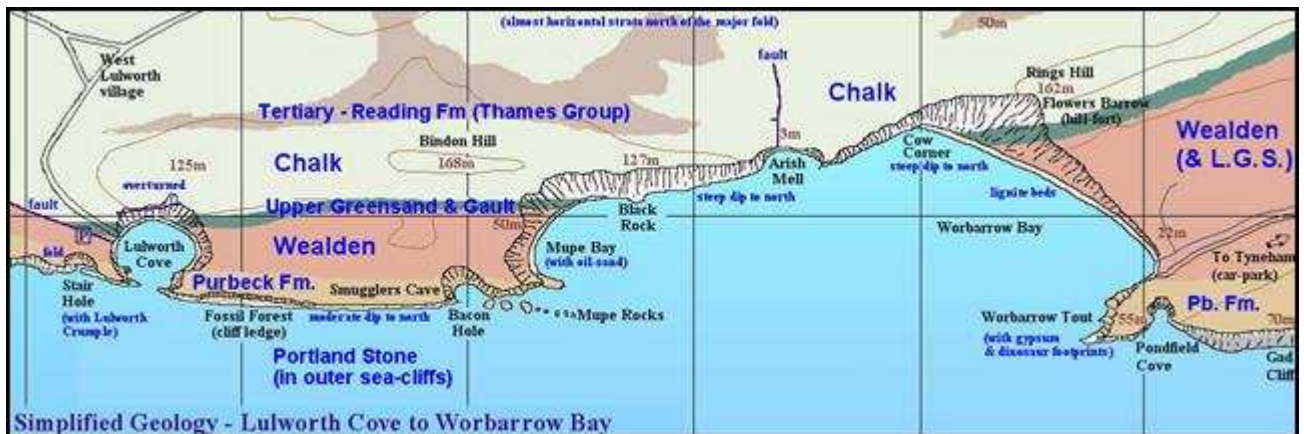 (almost horizontal strata north of the major fold)
50m
West
Lulworth
village
fault
Chalk
Rings Hill
162m
Flowers Barrow
(hill-fort)
Tertiary - Reading Fm (Thames Group)
Wealden
(& L.G.S.)
Bindon Hill
3m
Cow
Corner
steep dip to north
125m
Chalk
168m
127m
Arish
Mell
overturned
steep dip to north
lignite beds
fault
Upper Greensand & Gault
50m
Black
Rock
P
Worbarrow Bay
22m
fold
Lulworth
Cove
Wealden
Mupe Bay
(with oil-sand)
To Tyneham
(car-park)
Stair
Hole
(with Lulworth
Crumple)
Purbeck Fm.
Smugglers Cave
Pb. Fm.
Fossil Forest
(cliff ledge)
moderate dip to north
Bacon
Hole
Mupe Rocks
Worbarrow Tout
(with gypsum
& dinosaur footprints)
55m
70m
Pondfield
Cove
Gad
Cliff
Portland Stone
(in outer sea-cliffs)
Simplified Geology - Lulworth Cove to Worbarrow Bay